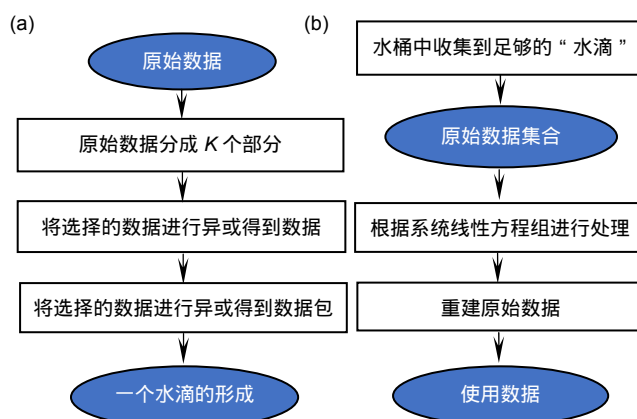 (a)
原始数据
原始数据分成 K 个部分
将选择的数据进行异或得到数据
将选择的数据进行异或得到数据包
一个水滴的形成
(b)
水桶中收集到足够的“水滴”
原始数据集合
根据系统线性方程组进行处理
重建原始数据
使用数据